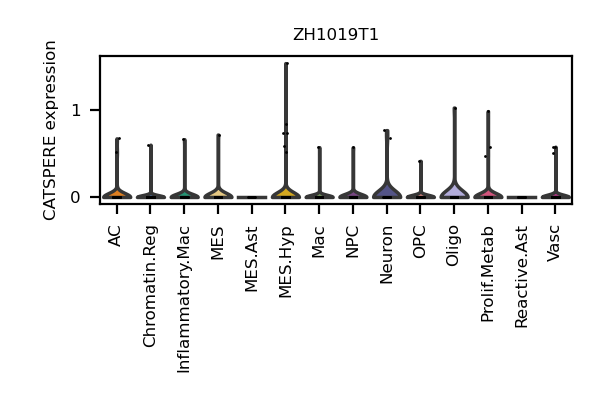 ZH1019T1
CATSPERE expression
1
0
AC
Chromatin.Reg
Inflammatory.Mac
MES
MES.Ast
MES.Hyp
Mac
NPC
Neuron
OPC
Oligo
Prolif.Metab
Reactive.Ast
Vasc